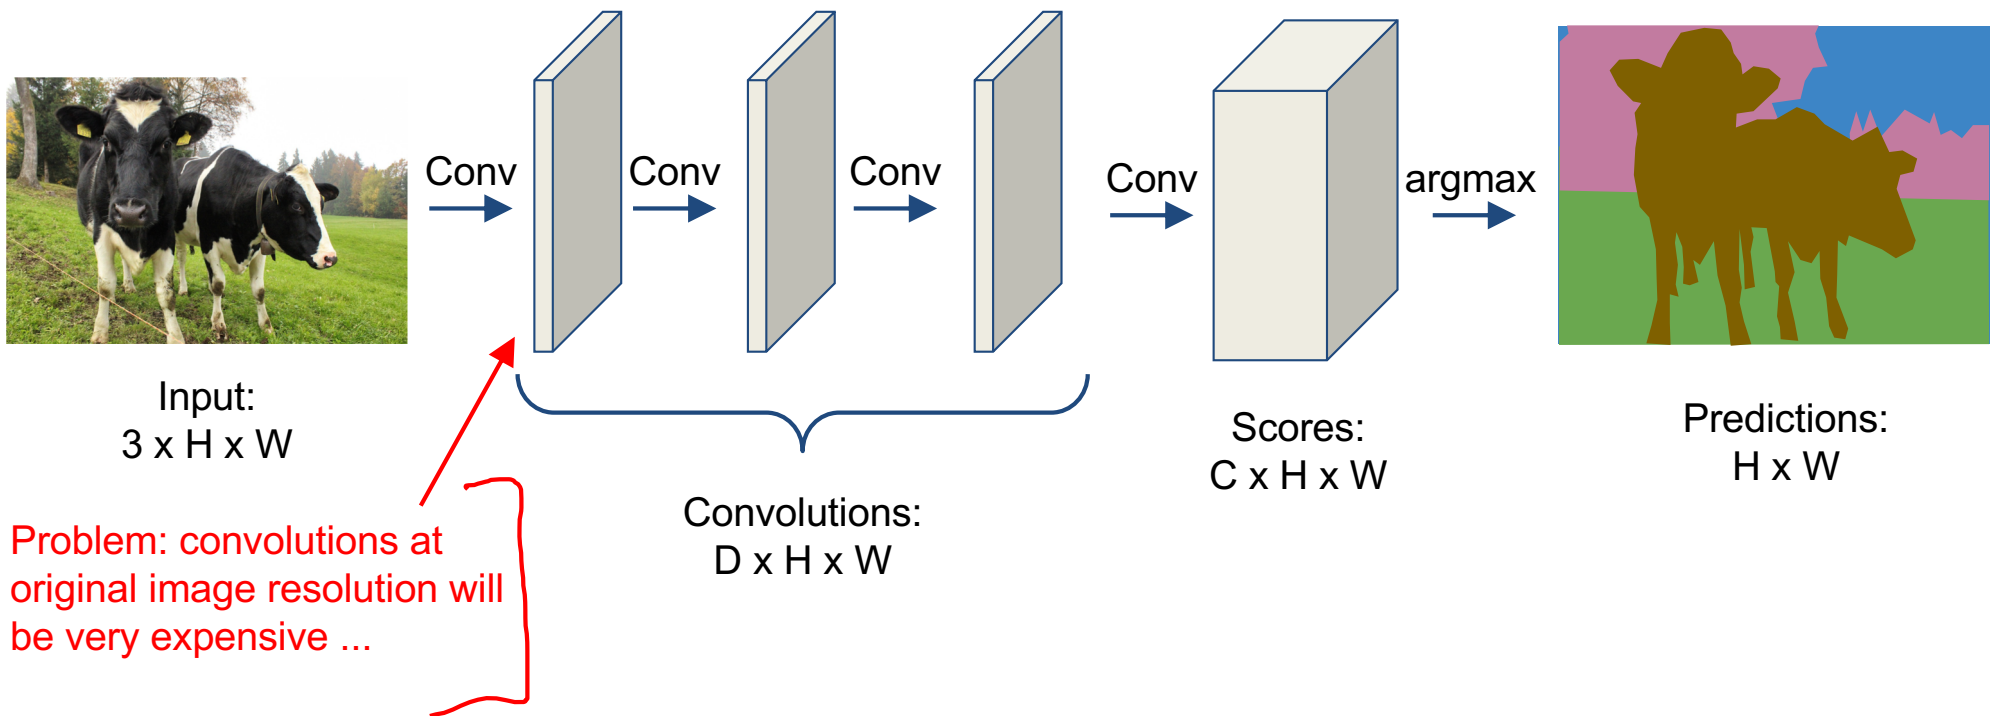 Conv
Conv
Conv
Conv
argmax
Input:
3 x H x W
Problem: convolutions at
original image resolution will
be very expensive ...
Convolutions:
D x H x W
Scores:
C x H x W
Predictions:
H x W